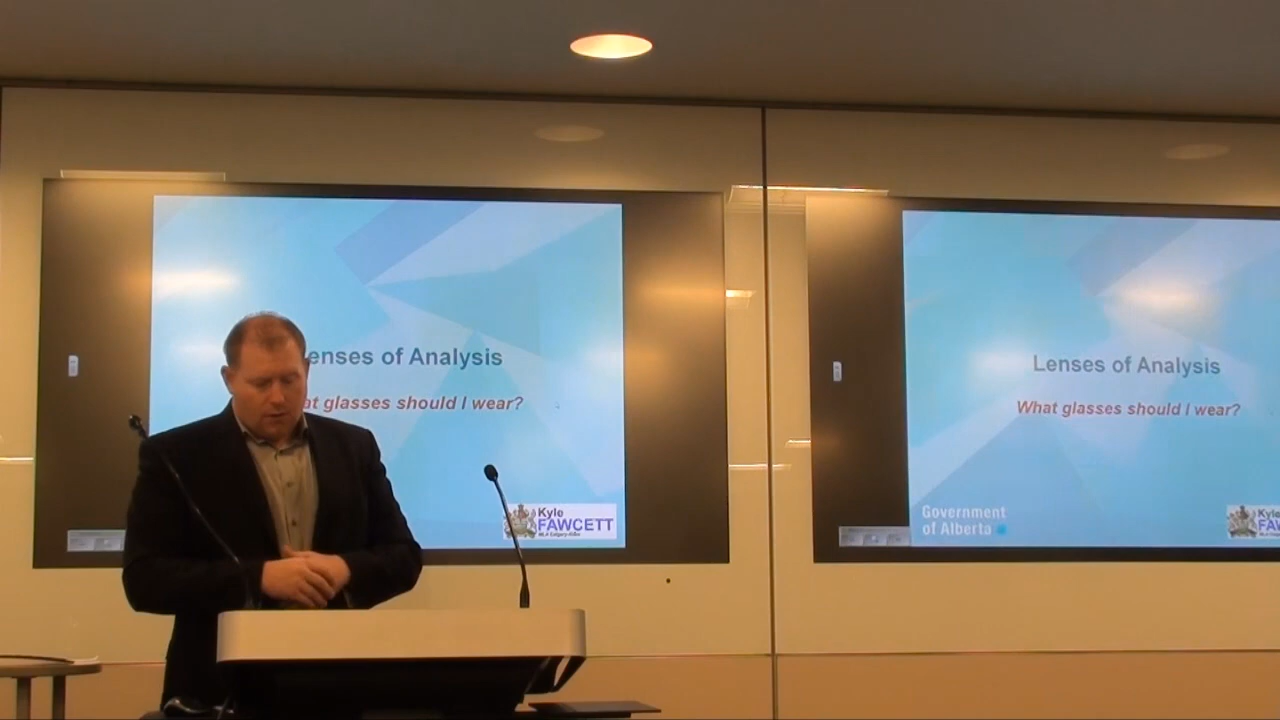 enses of Analysis
at glasses should I wear?
Kyle
FAWCETT
Lenses of Analysis
What glasses should I wear?
Government
of Alberta
Kyle
FAW